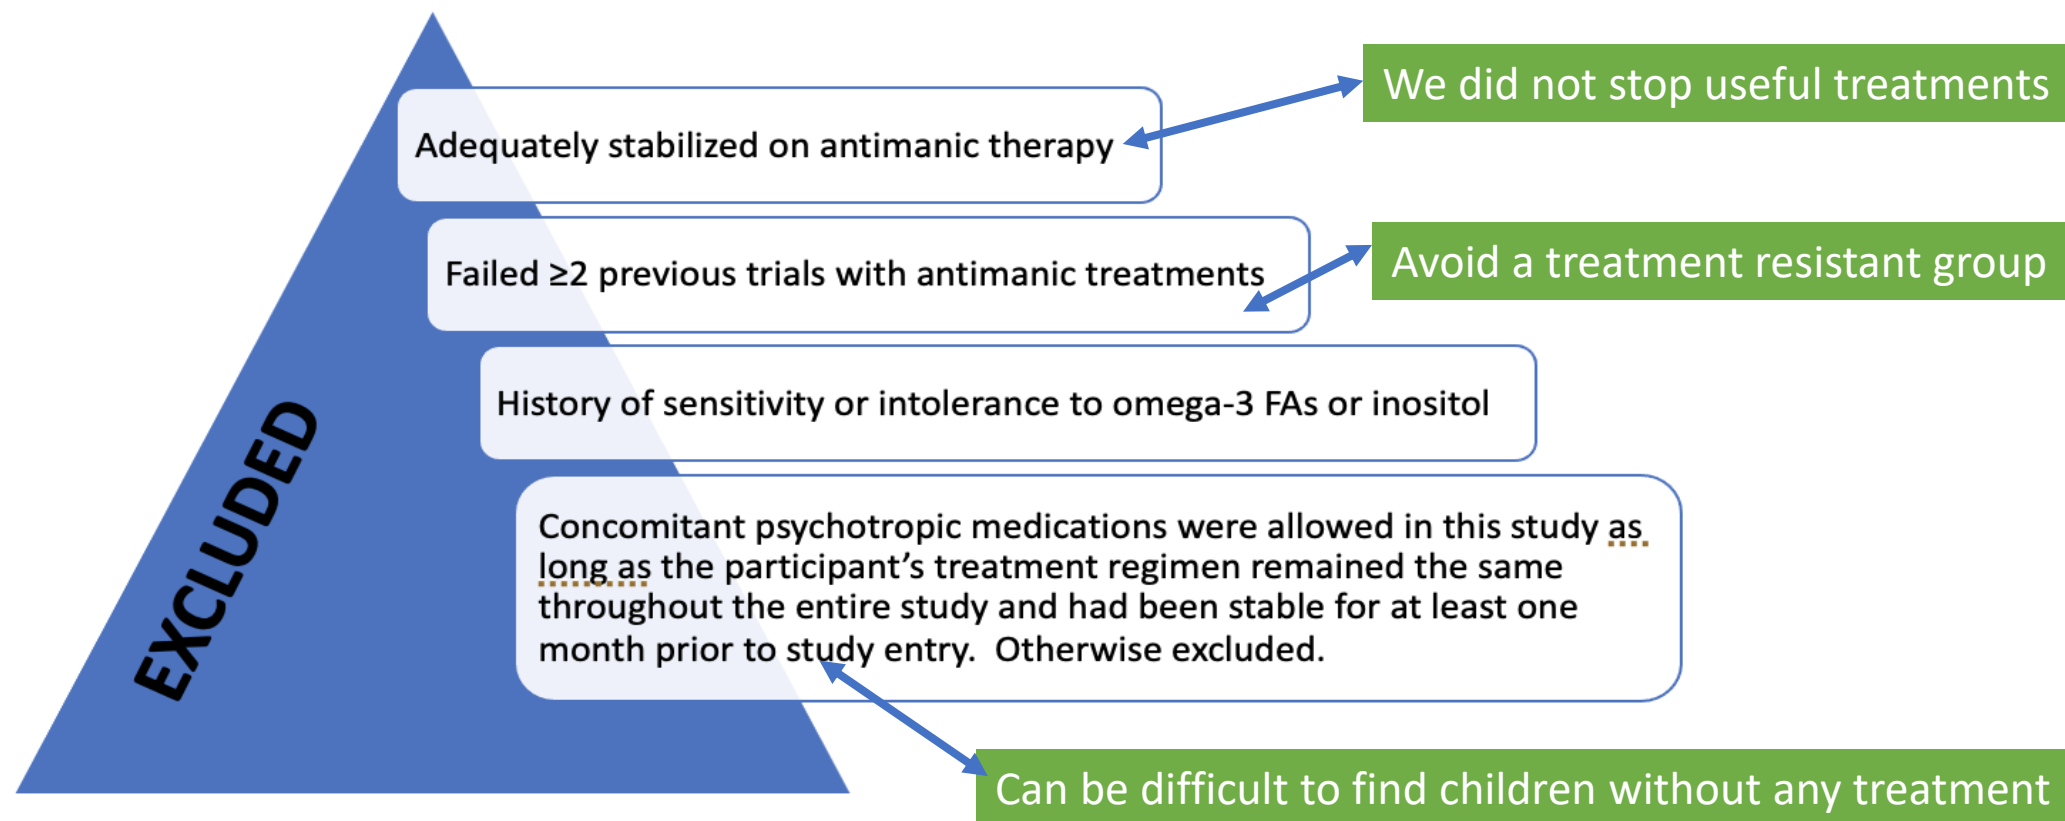 We did not stop useful treatments
Adequately stabilized on antimanic therapy
Avoid a treatment resistant group
Failed ≥2 previous trials with antimanic treatments
History of sensitivity or intolerance to omega-3 FAs or inositol
EXCLUDED
Concomitant psychotropic medications were allowed in this study as
long as the participant’s treatment regimen remained the same
throughout the entire study and had been stable for at least one
month prior to study entry.  Otherwise excluded.
Can be difficult to find children without any treatment